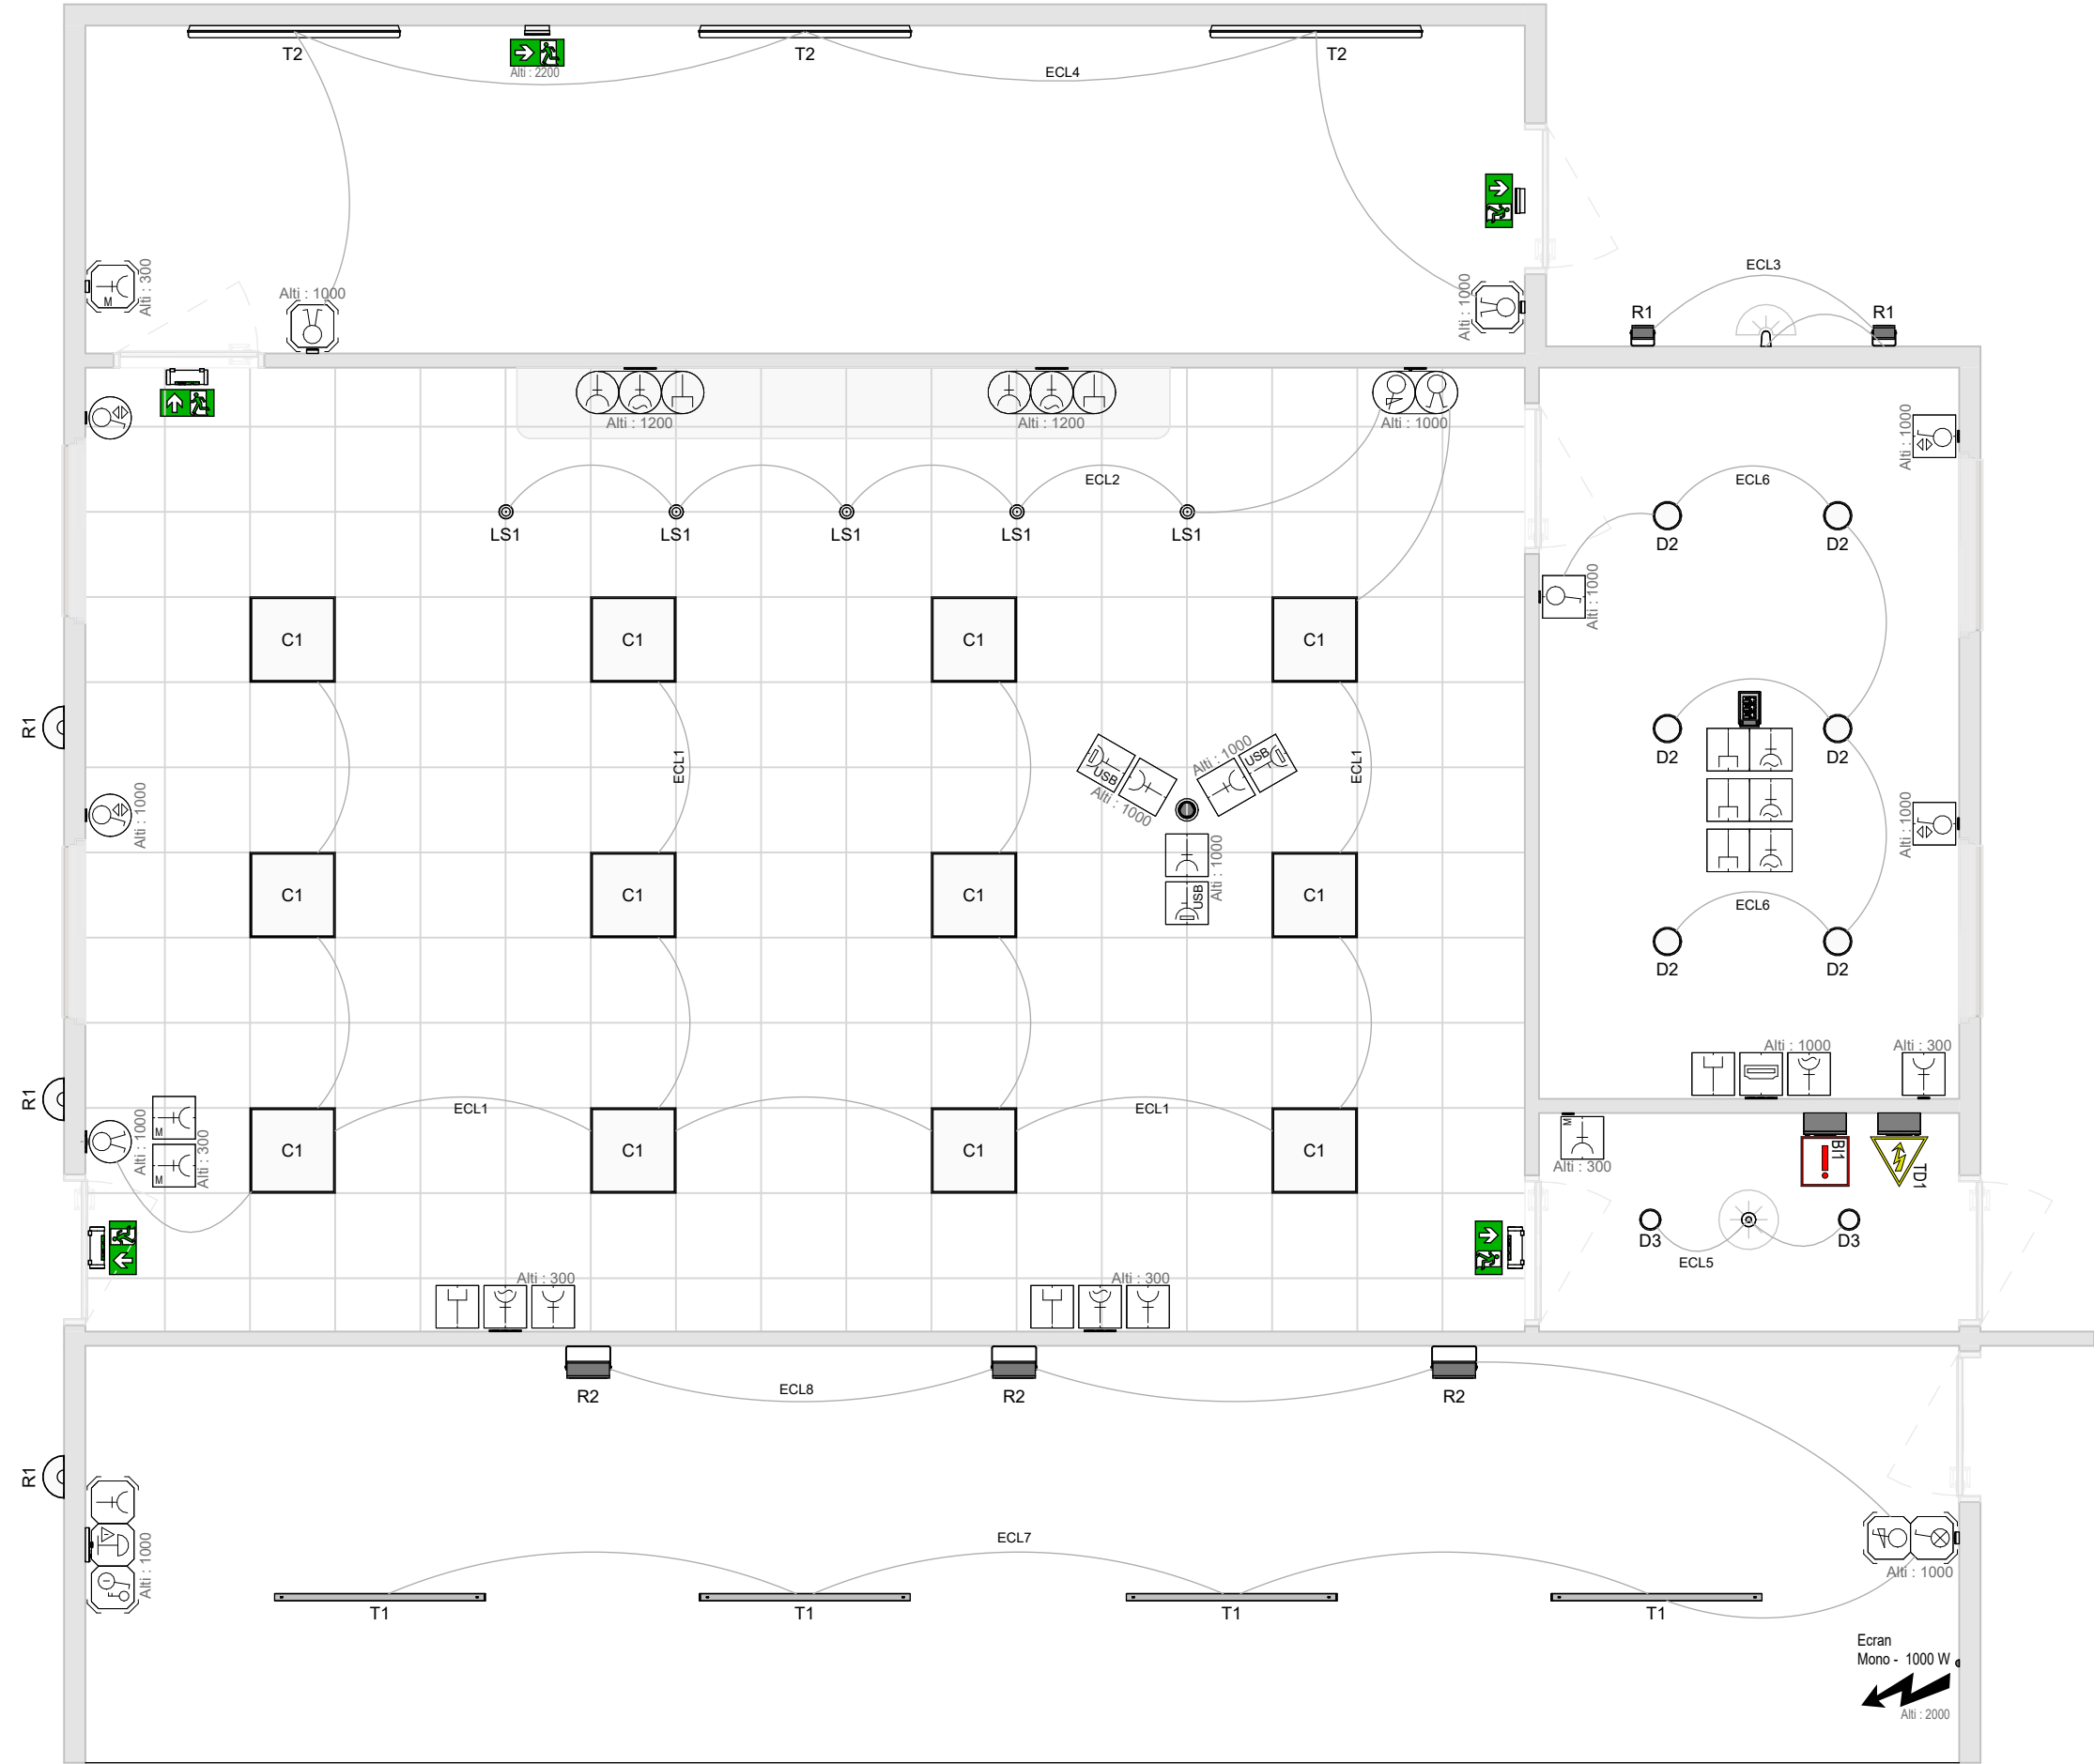 T2
T2
T2
Alti : 2200
ECL4
ECL3
R1
R1
Alti : 300
M
Alti : 1000
Alti : 1000
Alti : 1200
Alti : 1200
Alti : 1000
Alti : 1000
ECL2
ECL6
LS1
LS1
LS1
LS1
LS1
D2
D2
Alti : 1000
C1
C1
C1
C1
R1
ECL1
ECL1
USB
Alti : 1000
Alti : 1000
USB
D2
D2
Alti : 1000
Alti : 1000
Alti : 1000
USB
C1
C1
C1
C1
ECL6
D2
D2
Alti : 1000
Alti : 300
R1
ECL1
ECL1
Alti : 1000
M
M
Alti : 300
C1
C1
C1
C1
M
Alti : 300
BI1
TD1
D3
D3
ECL5
Alti : 300
Alti : 300
R2
R2
R2
ECL8
R1
Alti : 1000
ECL7
Alti : 1000
T1
T1
T1
T1
Ecran
Mono - 1000 W
Alti : 2000